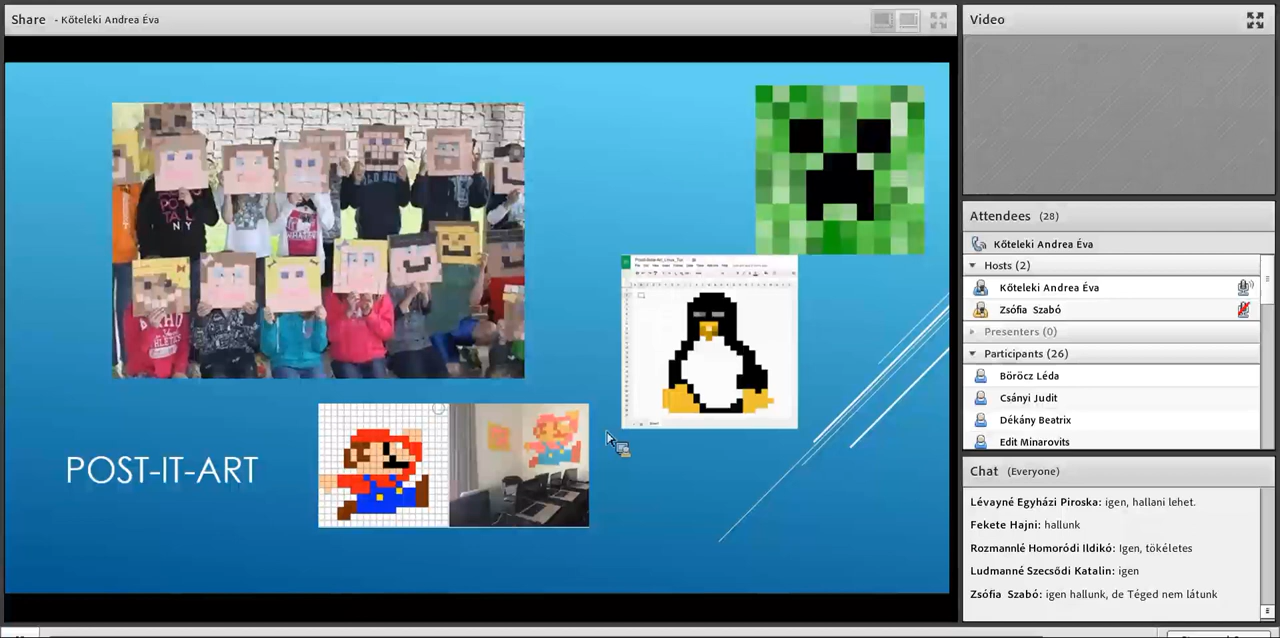 Share - Kőteleki Andrea Éva
Video
Attendees (28)
Kőteleki Andrea Éva
Hosts (2)
Kőteleki Andrea Éva
Zsófia Szabó
Presenters (0)
Participants (26)
Böröcz Léda
Csányi Judit
Dékány Beatrix
Edit Minarovits
POST-IT-ART
Chat (Everyone)
Lévayné Egyházi Piroska: igen, hallani lehet.
Fekete Hajni: hallunk
Rozmannlé Homoródi Ildikó: Igen, tökéletes
Ludmanné Szecsődi Katalin: igen
Zsófia Szabó: igen hallunk, de Téged nem látunk